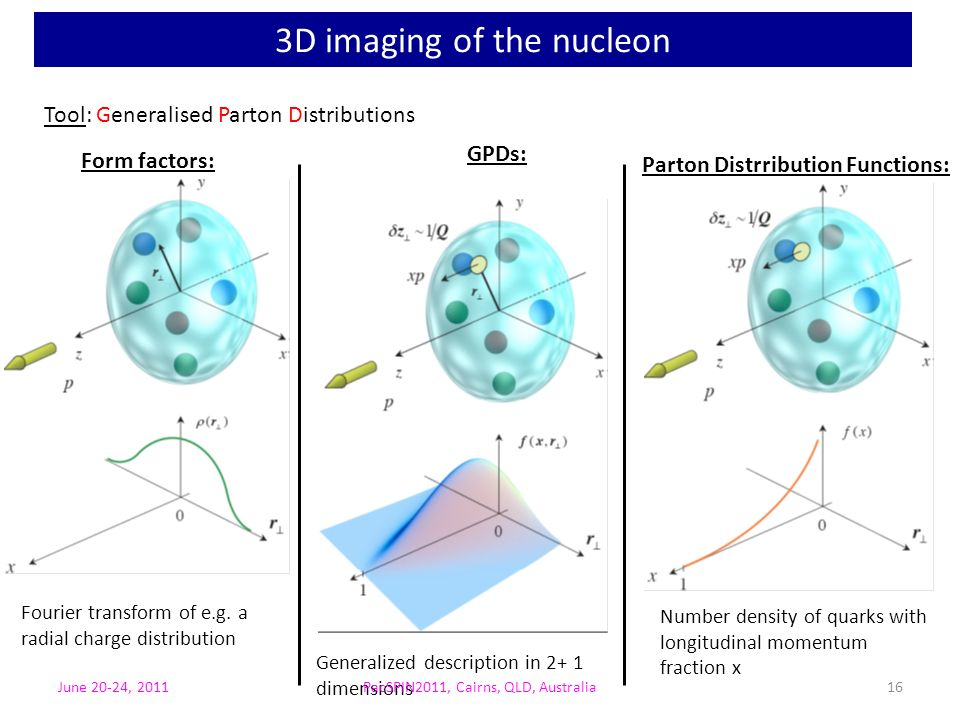 3D imaging of the nucleon
Tool: Generalised Parton Distributions
Form factors:
y
r⊥
z
x
p
ρ(r⊥)
0
r⊥
x
Fourier transform of e.g. a
radial charge distribution
GPDs:
y
δz⊥ ~ 1/Q
xp
r⊥
z
x
p
f(x, r⊥)
0
r⊥
1
Generalized description in 2+ 1
dimensions
Parton Distrribution Functions:
y
δz⊥ ~ 1/Q
xp
z
x
p
f(x)
0
r⊥
x
1
Number density of quarks with
longitudinal momentum
fraction x
June 20-24, 2011
PacSPIN2011, Cairns, QLD, Australia
16